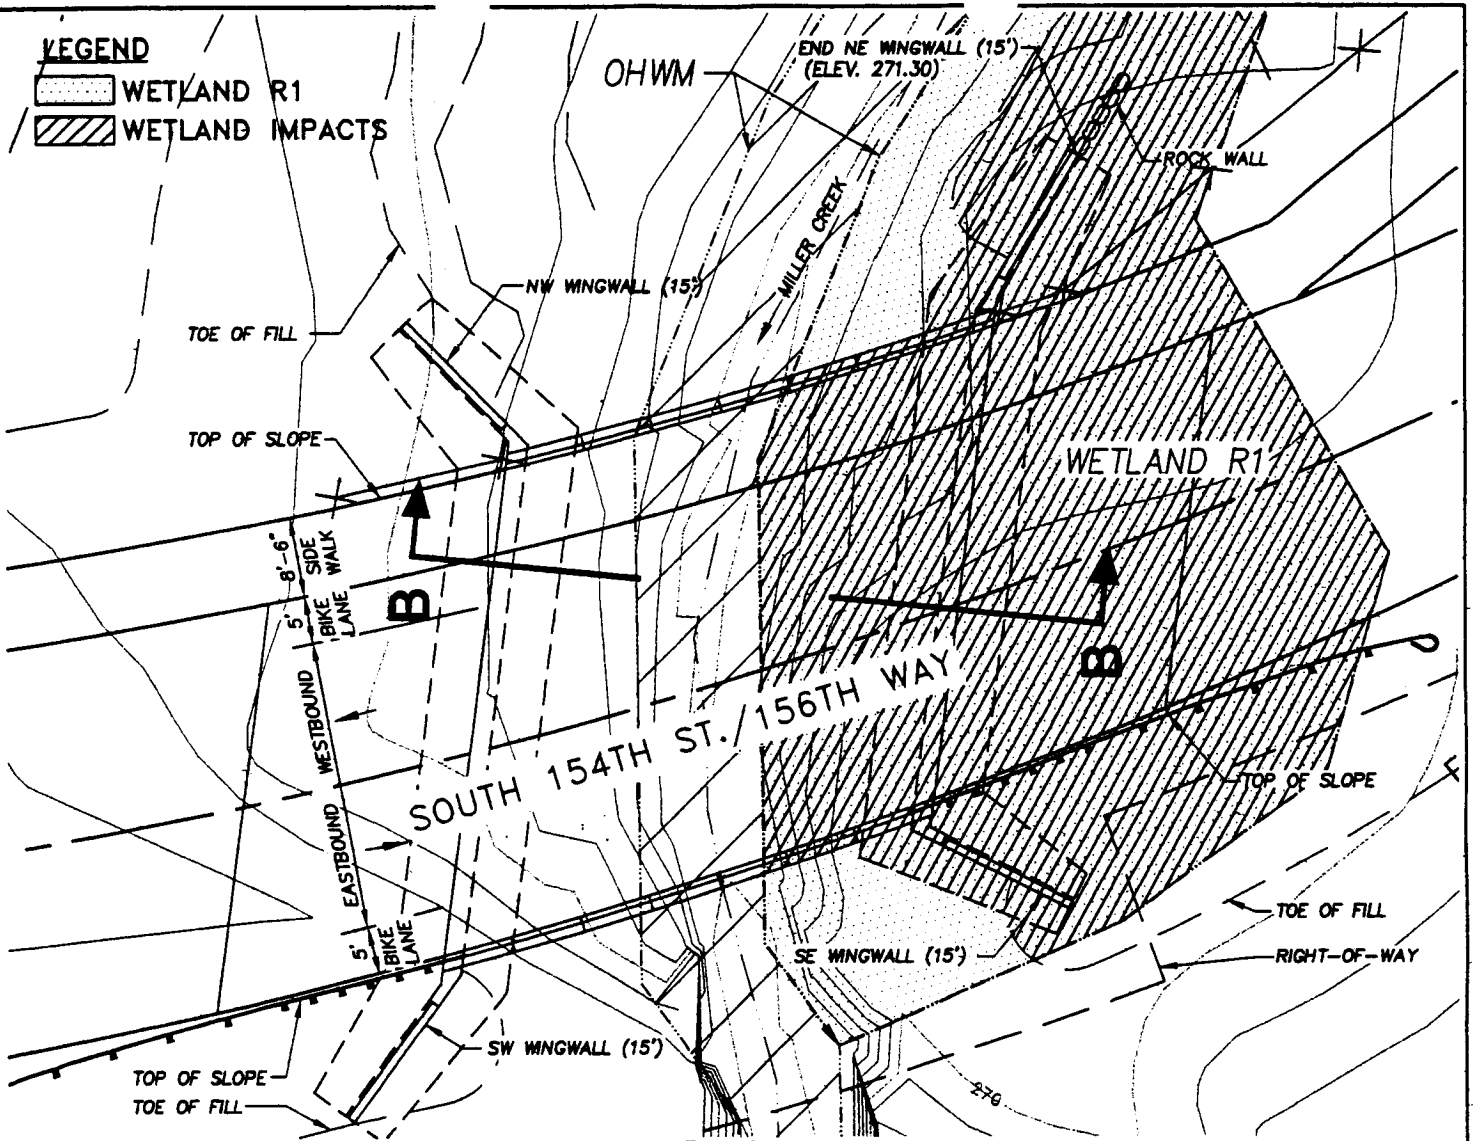 LEGEND
WETLAND R1
WETLAND IMPACTS
OHWM
END NE WINGWALL (15')
(ELEV. 271.30)
ROCK WALL
MILLER CREEK
NW WINGWALL (15')
TOE OF FILL
TOP OF SLOPE
WETLAND R1
8'-6"
SIDE
WALK
5'
BIKE
LANE
B
B
WESTBOUND
EASTBOUND
SOUTH 154TH ST./156TH WAY
TOP OF SLOPE
5'
BIKE
LANE
TOE OF FILL
SE WINGWALL (15')
RIGHT-OF-WAY
SW WINGWALL (15')
TOP OF SLOPE
TOE OF FILL
270